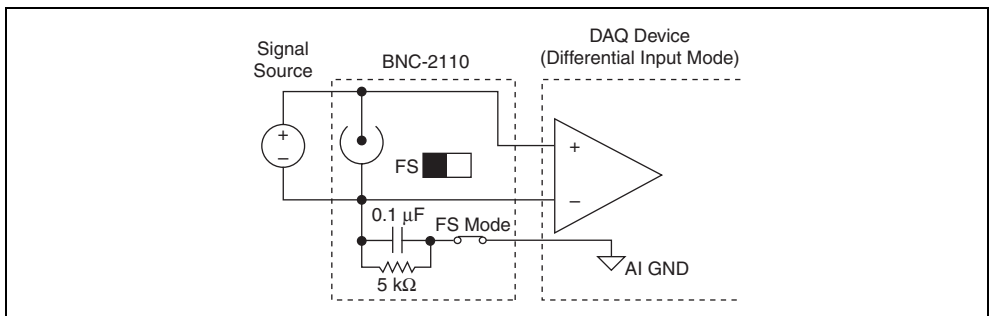 Signal
Source
BNC-2110
DAQ Device
(Differential Input Mode)
+
–
FS
+
–
0.1 μF
FS Mode
5 kΩ
AI GND